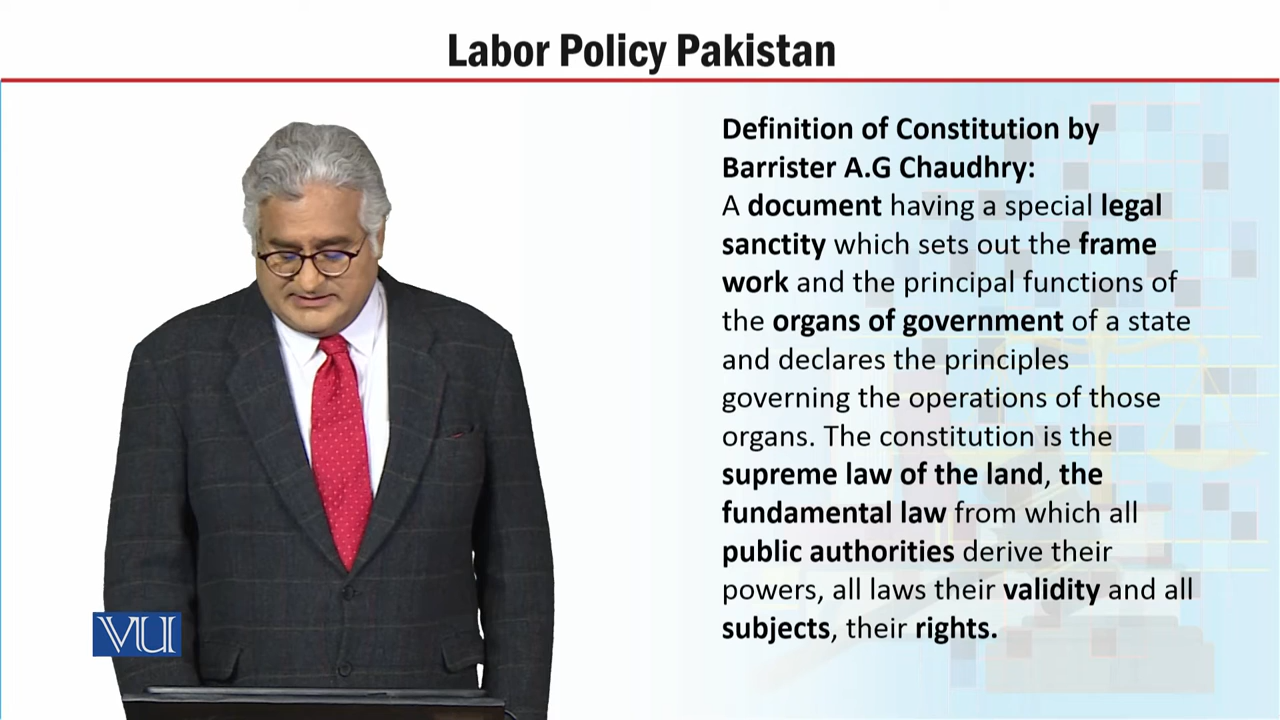 Labor Policy Pakistan
Definition of Constitution by
Barrister A.G Chaudhry:
A document having a special legal
sanctity which sets out the frame
work and the principal functions of
the organs of government of a state
and declares the principles
governing the operations of those
organs. The constitution is the
supreme law of the land, the
fundamental law from which all
public authorities derive their
powers, all laws their validity and all
subjects, their rights.
VU